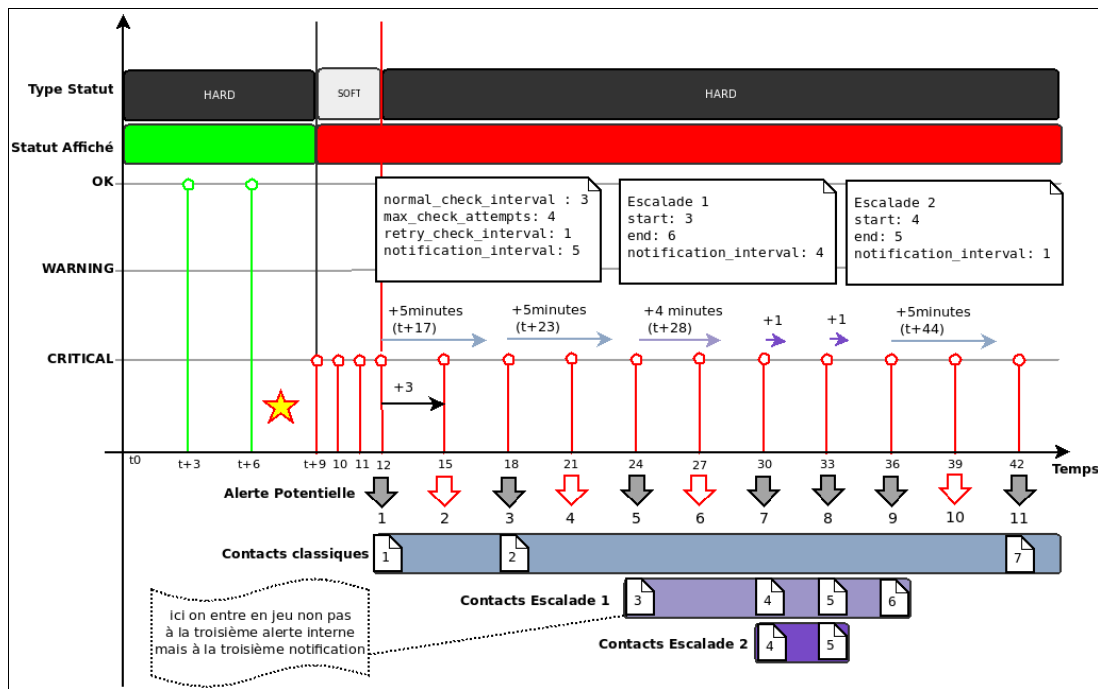 Type Statut
HARD
SOFT
HARD
Statut Affiché
OK
normal_check_interval : 3
max_check_attempts: 4
retry_check_interval: 1
notification_interval: 5
Escalade 1
start: 3
end: 6
notification_interval: 4
Escalade 2
start: 4
end: 5
notification_interval: 1
WARNING
+5minutes
(t+17)
+5minutes
(t+23)
+4 minutes
(t+28)
+1
+1
+5minutes
(t+44)
CRITICAL
+3
t0
t+3
t+6
t+9
10
11
12
15
18
21
24
27
30
33
36
39
42
Temps
Alerte Potentielle
1
2
3
4
5
6
7
8
9
10
11
Contacts classiques
1
2
7
Contacts Escalade 1
3
4
5
6
ici on entre en jeu non pas
à la troisième alerte interne
mais à la troisième notification
Contacts Escalade 2
4
5